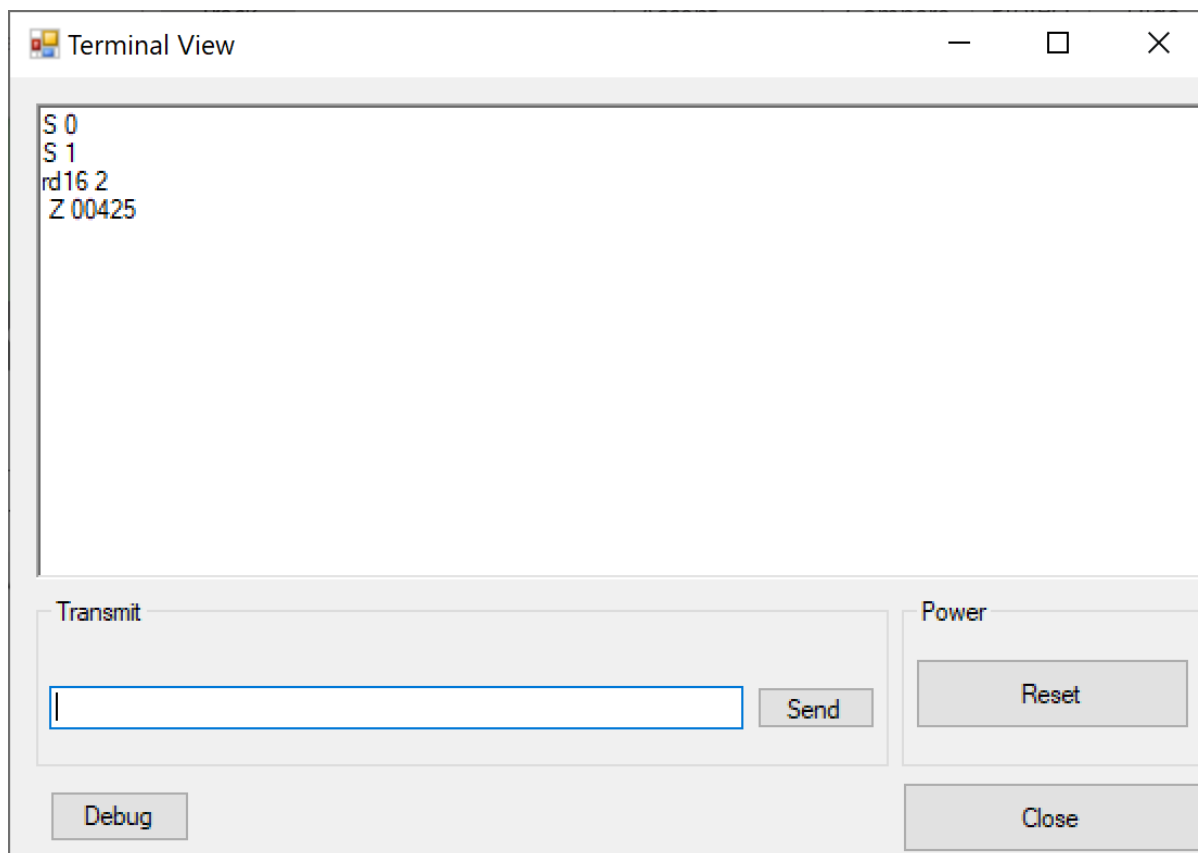 Terminal View
S 0
S 1
rd16 2
Z 00425
Transmit
Send
Power
Reset
Debug
Close